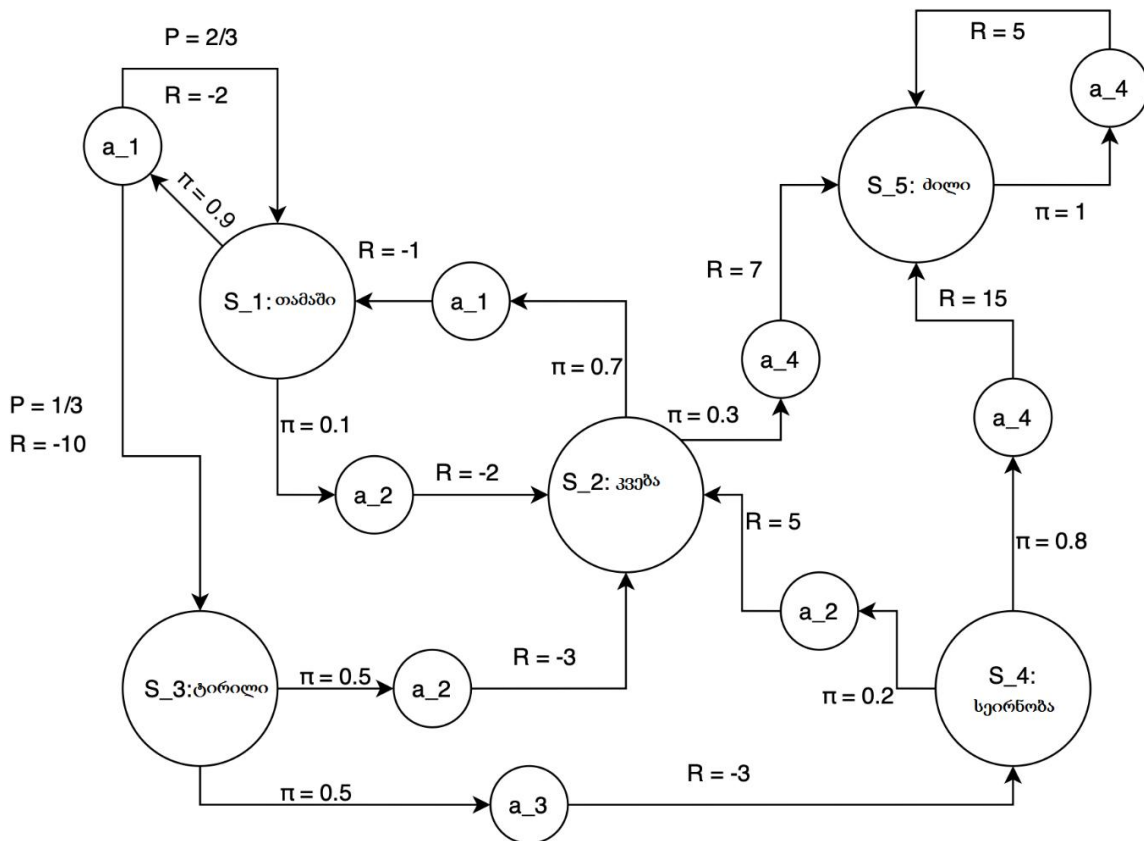 P = 2/3
R = -2
R = 5
a_4
a_1
π = 0.9
S_5: ძილი
π = 1
R = -1
R = 7
R = 15
S_1: თამაში
a_1
a_4
π = 0.7
P = 1/3
R = -10
π = 0.1
π = 0.3
a_4
a_2
R = -2
S_2: კვება
R = 5
π = 0.8
a_2
R = -3
S_3:ტირილი
π = 0.5
a_2
π = 0.2
S_4:
სეირნობა
π = 0.5
a_3
R = -3